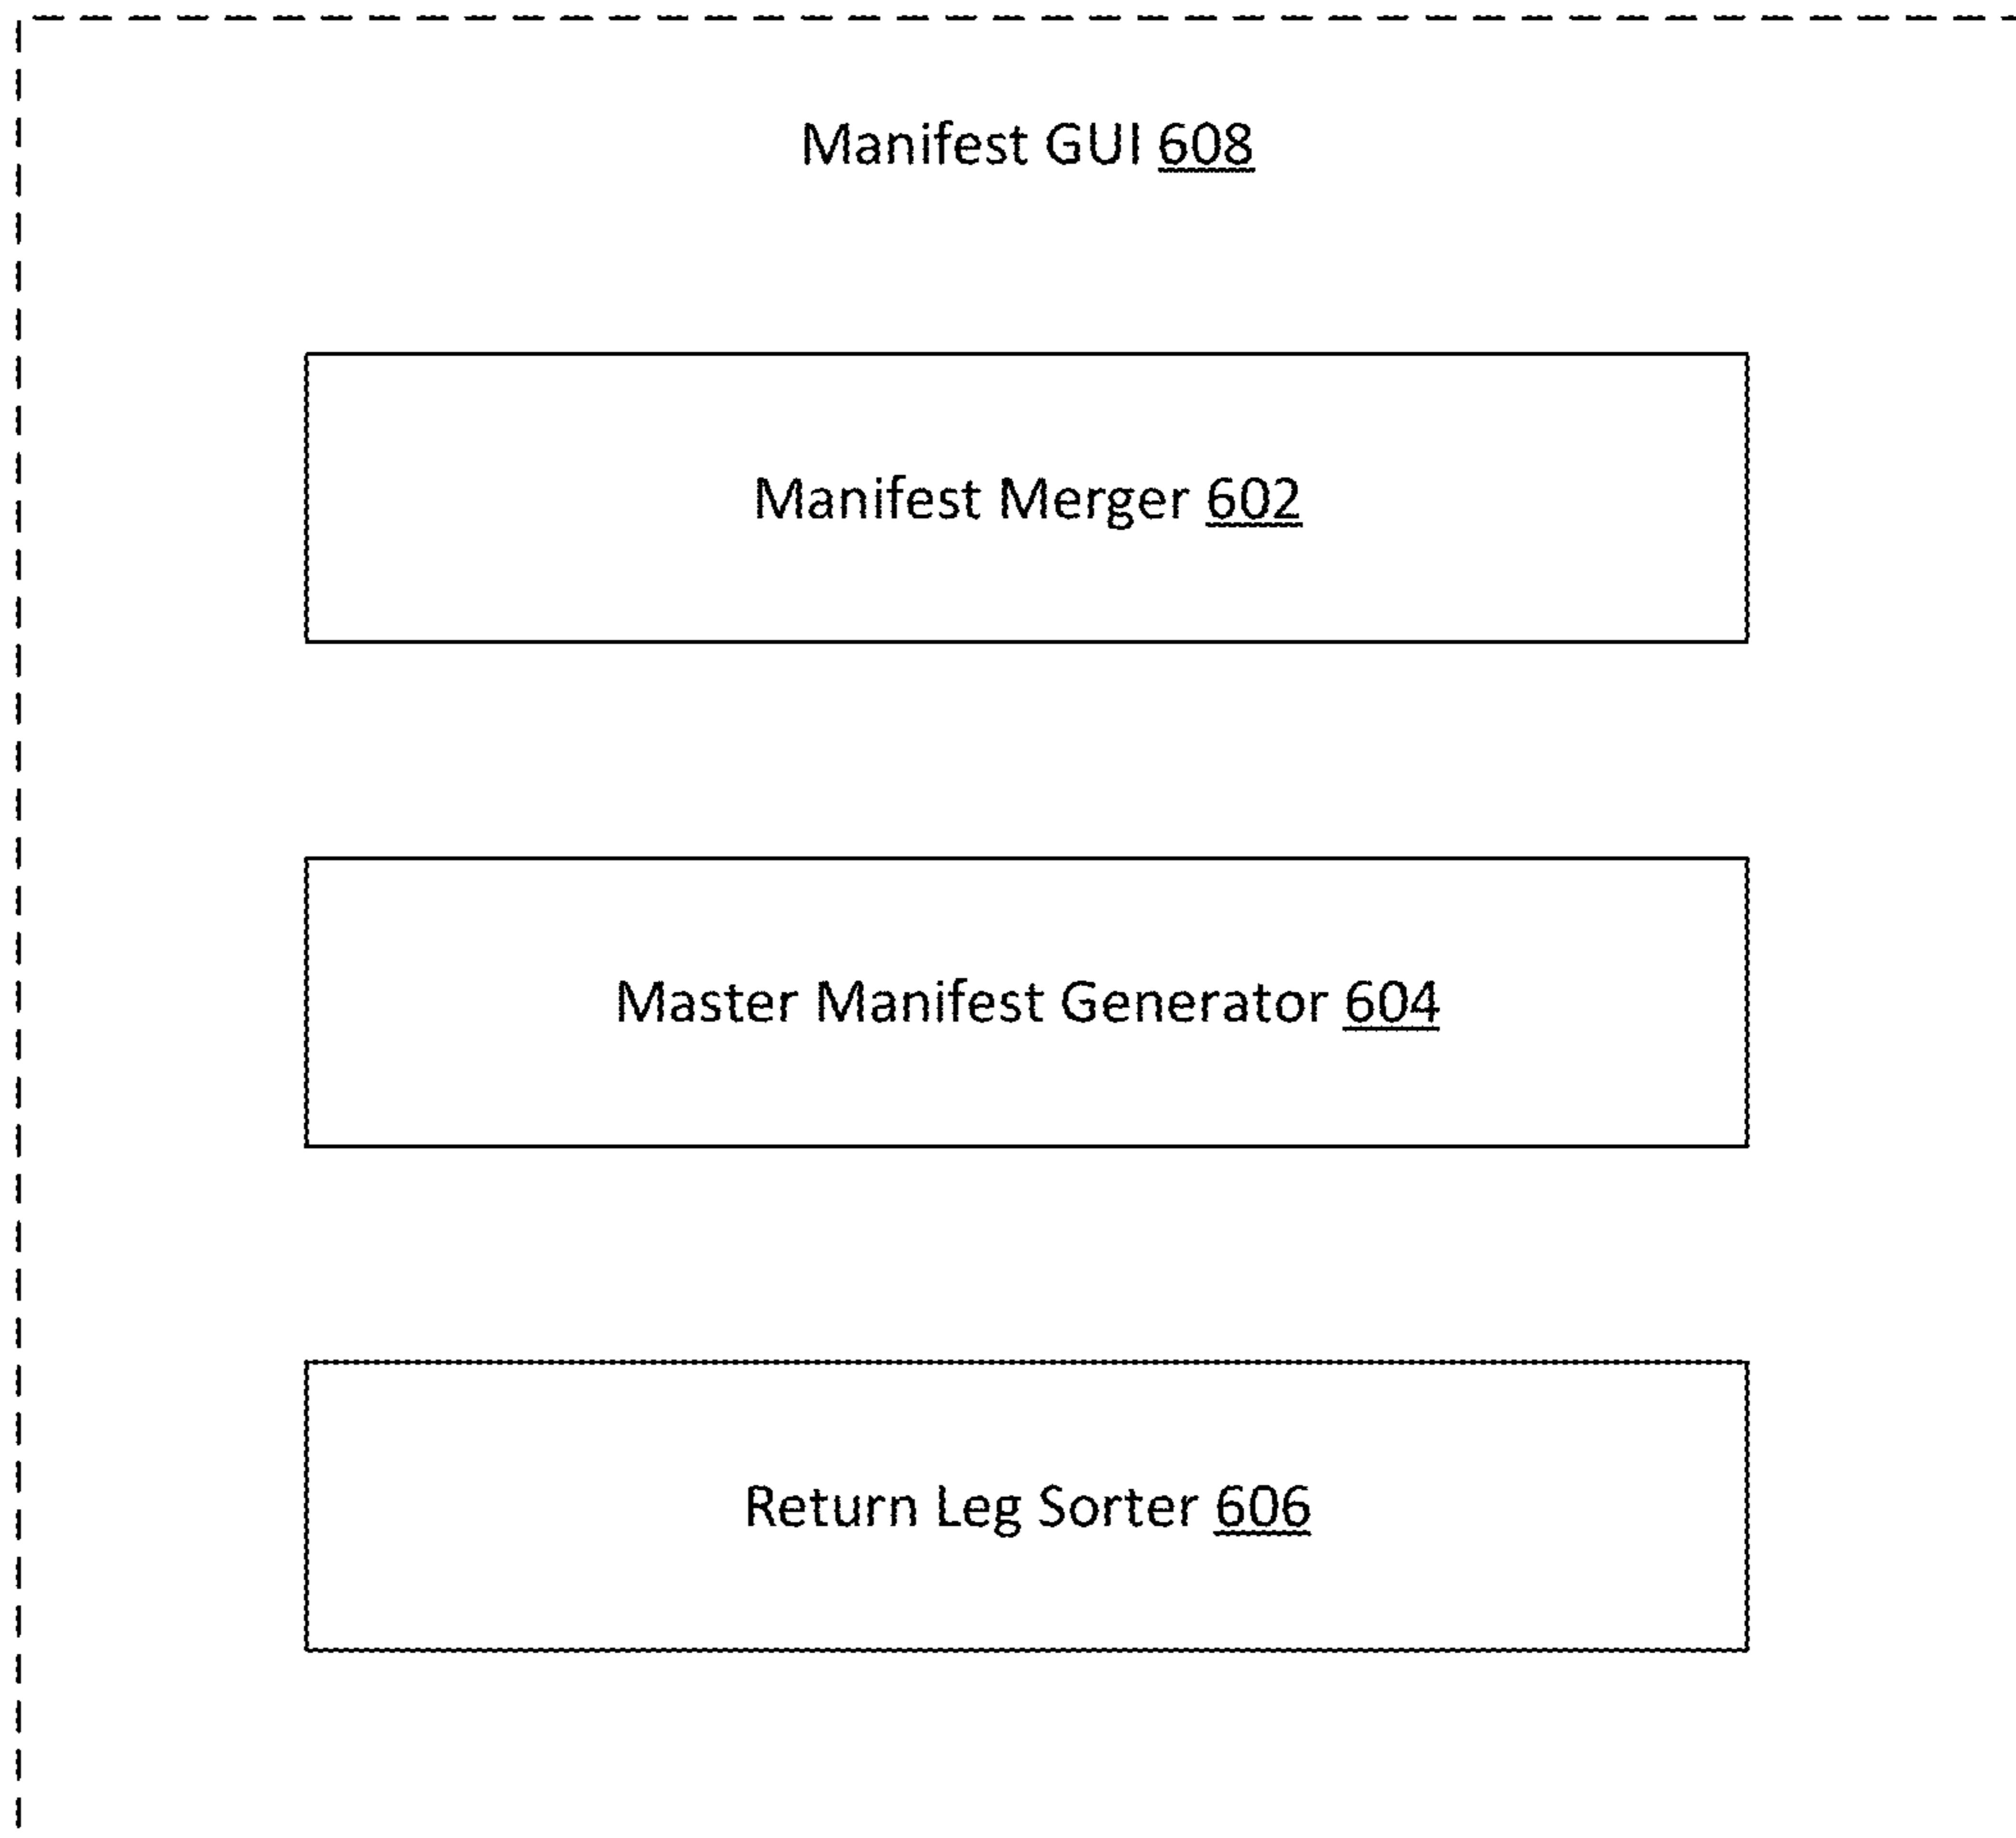 Manifest GUI 608
Manifest Merger 602
Master Manifest Generator 604
Return Leg Sorter 606